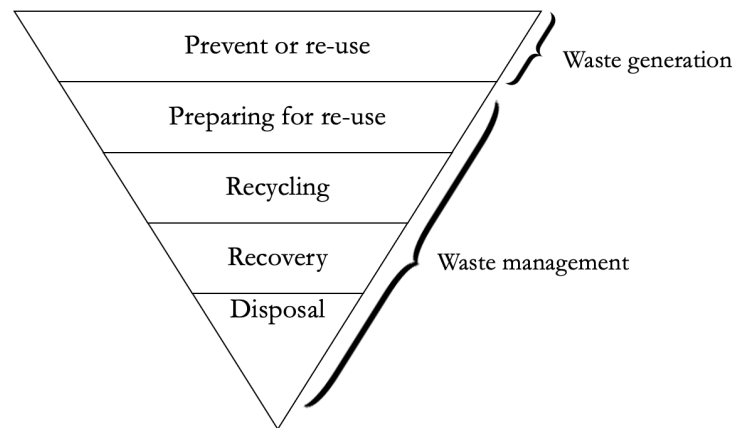 Prevent or re-use
Waste generation
Preparing for re-use
Recycling
Recovery
Waste management
Disposal